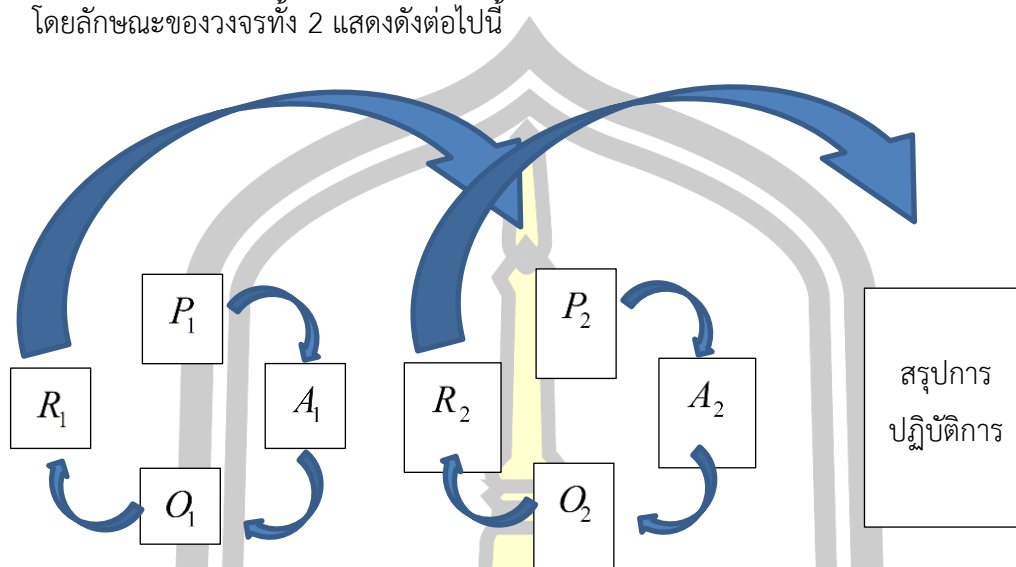 โดยลักษณะของวงจรทั้ง 2 แสดงดังต่อไปนี้
P1
P2
R1
A1
R2
A2
สรุปการ
ปฏิบัติการ
O1
O2